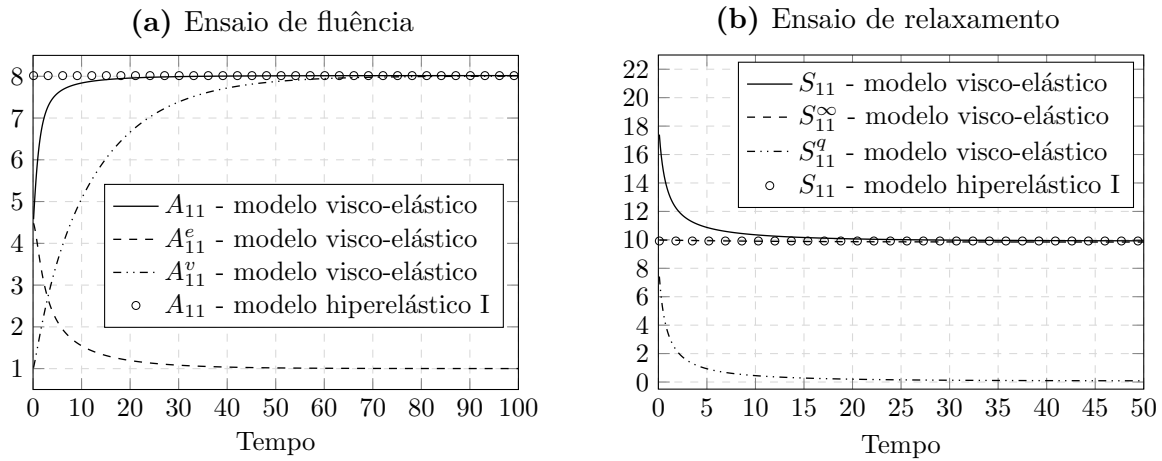 (a) Ensaio de fluência
8
7
6
5
4
3
2
1
A₁₁ - modelo visco-elástico
Aᵉ₁₁ - modelo visco-elástico
Aᵛ₁₁ - modelo visco-elástico
A₁₁ - modelo hiperelástico I
0 10 20 30 40 50 60 70 80 90 100
Tempo
(b) Ensaio de relaxamento
22
20
18
16
14
12
10
8
6
4
2
0
S₁₁ - modelo visco-elástico
S∞₁₁ - modelo visco-elástico
S^q₁₁ - modelo visco-elástico
S₁₁ - modelo hiperelástico I
0 5 10 15 20 25 30 35 40 45 50
Tempo